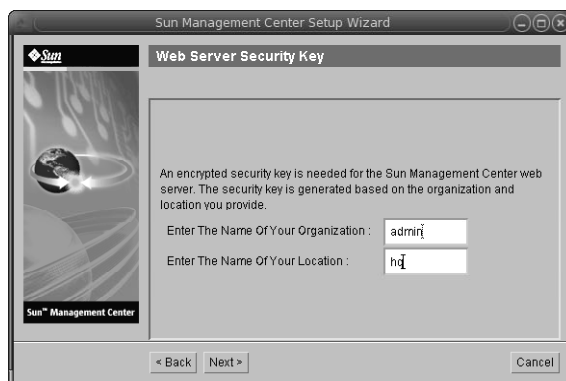 Sun Management Center Setup Wizard
Sun
Web Server Security Key
An encrypted security key is needed for the Sun Management Center web
server. The security key is generated based on the organization and
location you provide.
Enter The Name Of Your Organization : admin
Enter The Name Of Your Location : hq
Sun™ Management Center
< Back Next > Cancel